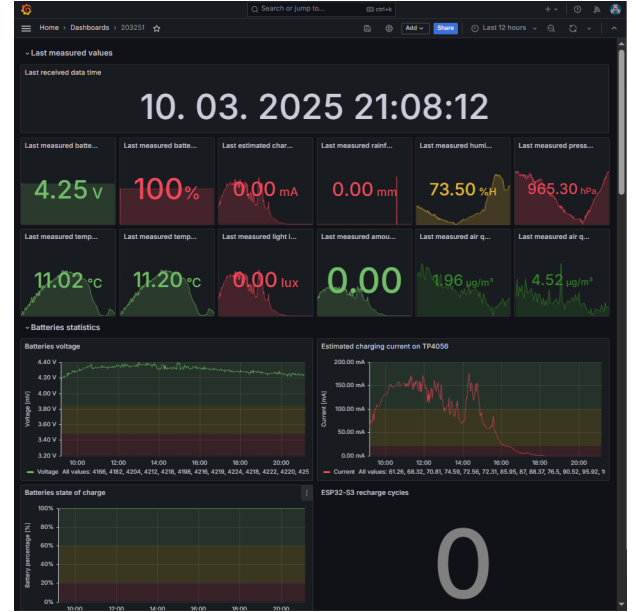 Search or jump to...
ctrl+k
Home › Dashboards › 203251
Add
Share
Last 12 hours
Last measured values
Last received data time
10. 03. 2025 21:08:12
Last measured batte...
Last measured batte...
Last estimated char...
Last measured rainf...
Last measured humi...
Last measured press...
4.25 V
100%
0.00 mA
0.00 mm
73.50 %H
965.30 hPa
Last measured temp...
Last measured temp...
Last measured light i...
Last measured amou...
Last measured air q...
Last measured air q...
11.02 °C
11.20 °C
0.00 lux
0.00
1.96 µg/m³
4.52 µg/m³
Batteries statistics
Batteries voltage
Voltage [mV]
4.40 V
4.20 V
4.00 V
3.80 V
3.60 V
3.40 V
3.20 V
10:00 12:00 14:00 16:00 18:00 20:00
Voltage All values: 4166, 4182, 4204, 4212, 4218, 4198, 4216, 4219, 4224, 4218, 4222, 4220, 425
Estimated charging current on TP4056
Current [mA]
200.00 mA
150.00 mA
100.00 mA
50.00 mA
0.00 mA
10:00 12:00 14:00 16:00 18:00 20:00
Current All values: 61.26, 68.32, 70.81, 74.59, 72.56, 72.31, 85.95, 87, 88.37, 76.5, 90.52, 95.92,
Batteries state of charge
Battery percentage [%]
100%
80%
60%
40%
20%
0%
10:00 12:00 14:00 16:00 18:00 20:00
ESP32-S3 recharge cycles
0